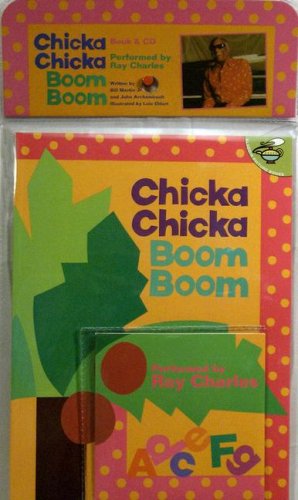 Chicka
Chicka
Boom
Boom
Book & CD
Performed by
Ray Charles
Written by
Bill Martin Jr
and John Archambault
Illustrated by Lois Ehlert
Chicka
Chicka
Boom
Boom
Performed by
Ray Charles
A B C D e F g